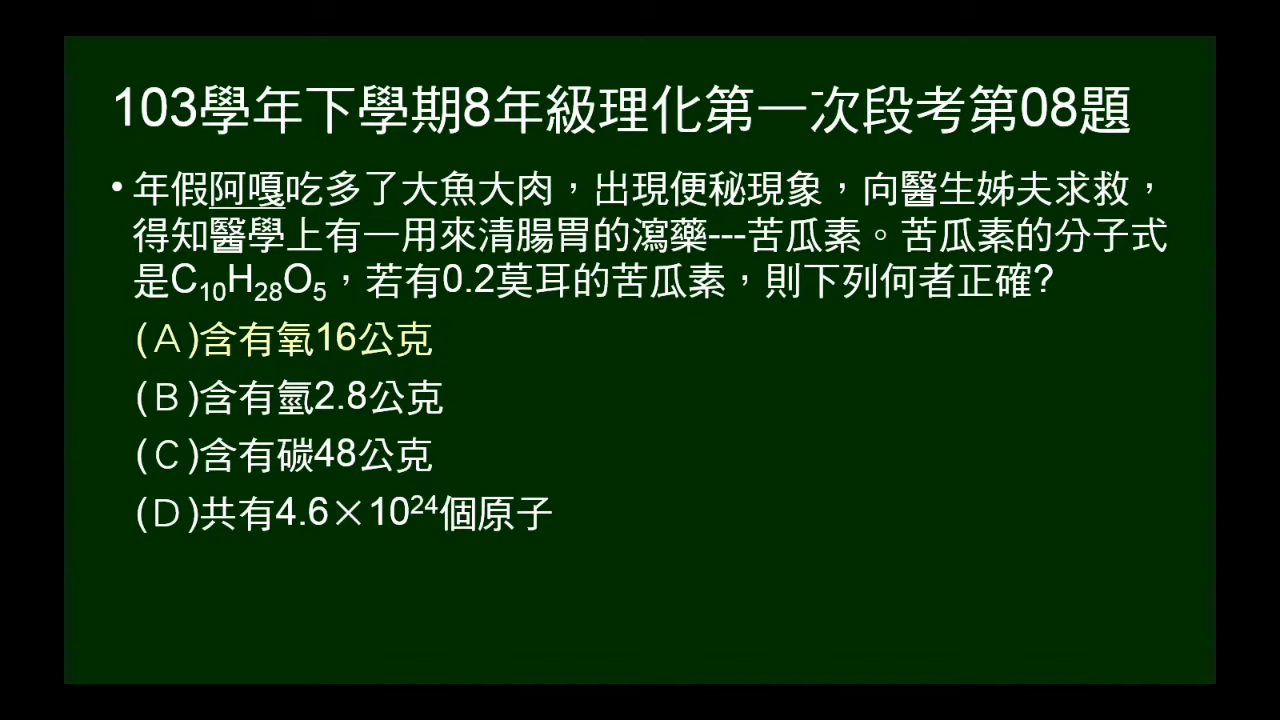 103學年下學期8年級理化第一次段考第08題
•年假阿嘎吃多了大魚大肉，出現便秘現象，向醫生姊夫求救，
得知醫學上有一用來清腸胃的瀉藥---苦瓜素。苦瓜素的分子式
是C₁₀H₂₈O₅，若有0.2莫耳的苦瓜素，則下列何者正確?
(Ａ)含有氧16公克
(Ｂ)含有氫2.8公克
(Ｃ)含有碳48公克
(Ｄ)共有4.6×10²⁴個原子